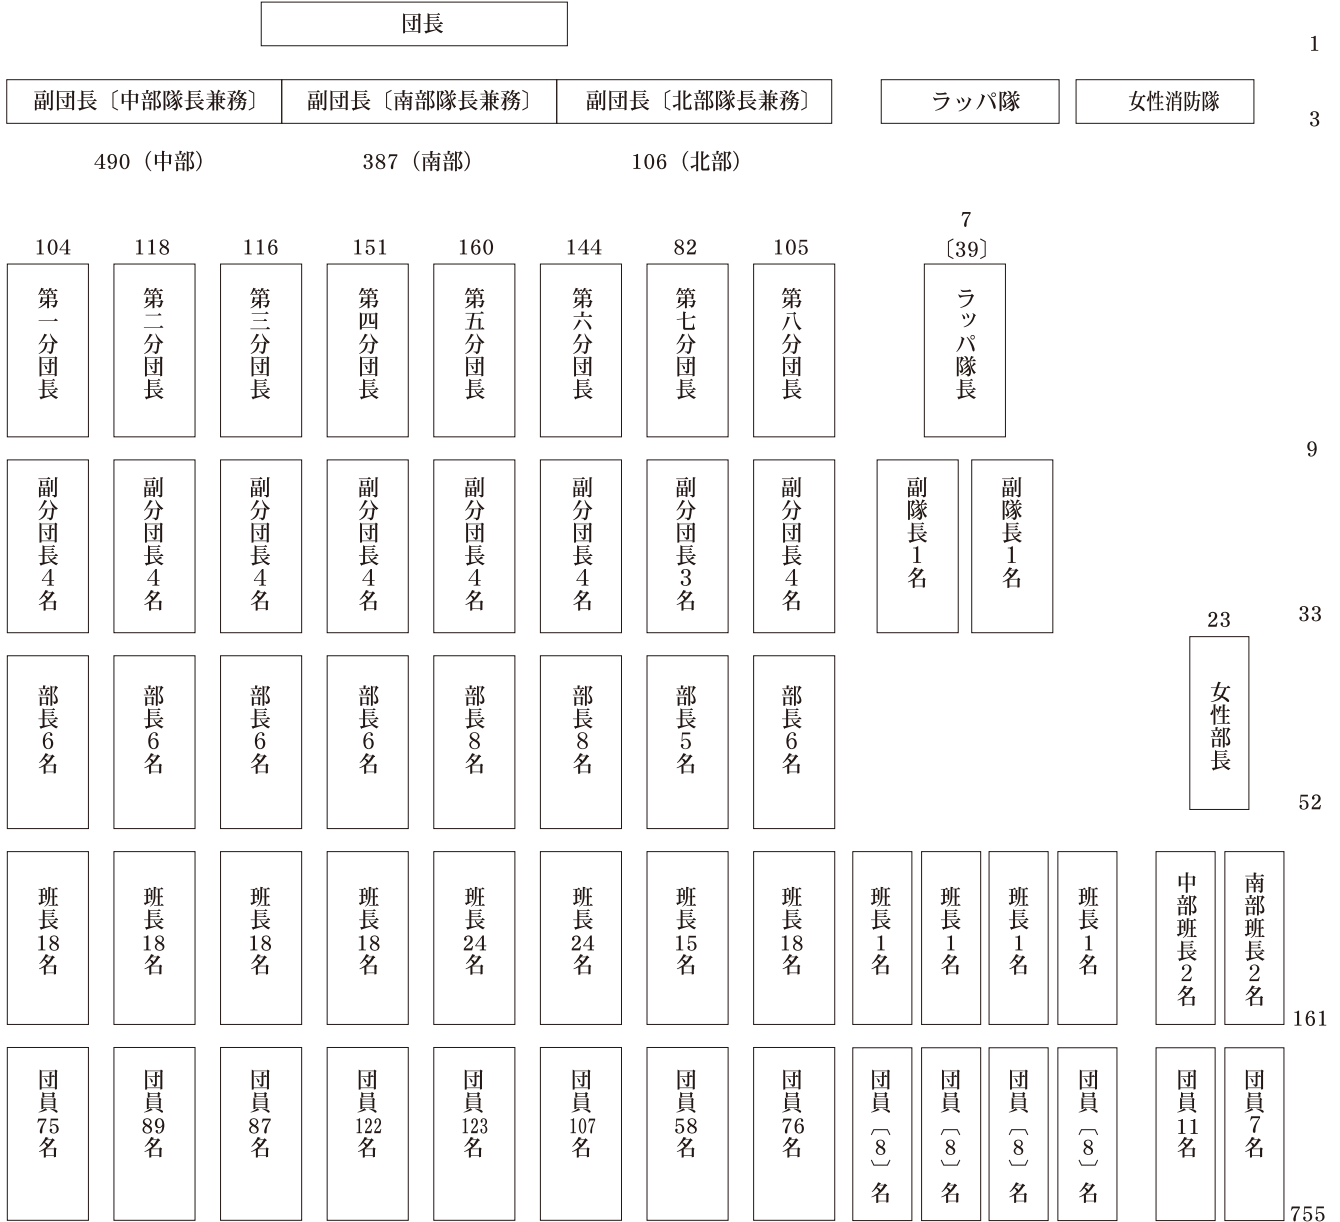 団長
1
副団長〔中部隊長兼務〕
副団長〔南部隊長兼務〕
副団長〔北部隊長兼務〕
ラッパ隊
女性消防隊
3
490（中部）
387（南部）
106（北部）
104
118
116
151
160
144
82
105
7
〔39〕
第一分団長
第二分団長
第三分団長
第四分団長
第五分団長
第六分団長
第七分団長
第八分団長
ラッパ隊長
9
副分団長4名
副分団長4名
副分団長4名
副分団長4名
副分団長4名
副分団長4名
副分団長3名
副分団長4名
副隊長1名
副隊長1名
33
23
部長6名
部長6名
部長6名
部長6名
部長8名
部長8名
部長5名
部長6名
女性部長
52
班長18名
班長18名
班長18名
班長18名
班長24名
班長24名
班長15名
班長18名
班長1名
班長1名
班長1名
班長1名
中部班長2名
南部班長2名
161
団員75名
団員89名
団員87名
団員122名
団員123名
団員107名
団員58名
団員76名
団員〔8〕名
団員〔8〕名
団員〔8〕名
団員〔8〕名
団員11名
団員7名
755